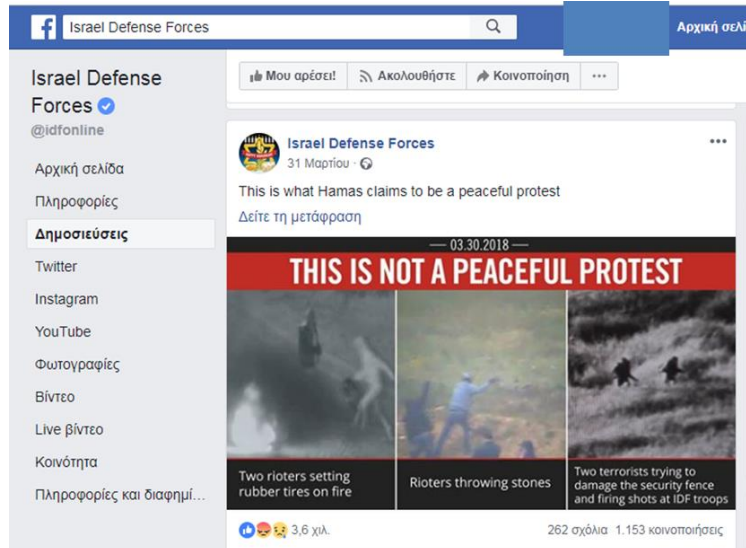 Israel Defense Forces
Αρχική σελί
Israel Defense
Forces
@idfonline
Αρχική σελίδα
Πληροφορίες
Δημοσιεύσεις
Twitter
Instagram
YouTube
Φωτογραφίες
Βίντεο
Live βίντεο
Κοινότητα
Πληροφορίες και διαφημί...
Μου αρέσει!
Ακολουθήστε
Κοινοποίηση
Israel Defense Forces
31 Μαρτίου
This is what Hamas claims to be a peaceful protest
Δείτε τη μετάφραση
03.30.2018
THIS IS NOT A PEACEFUL PROTEST
Two rioters setting
rubber tires on fire
Rioters throwing stones
Two terrorists trying to
damage the security fence
and firing shots at IDF troops
3,6 χιλ.
262 σχόλια 1.153 κοινοποιήσεις